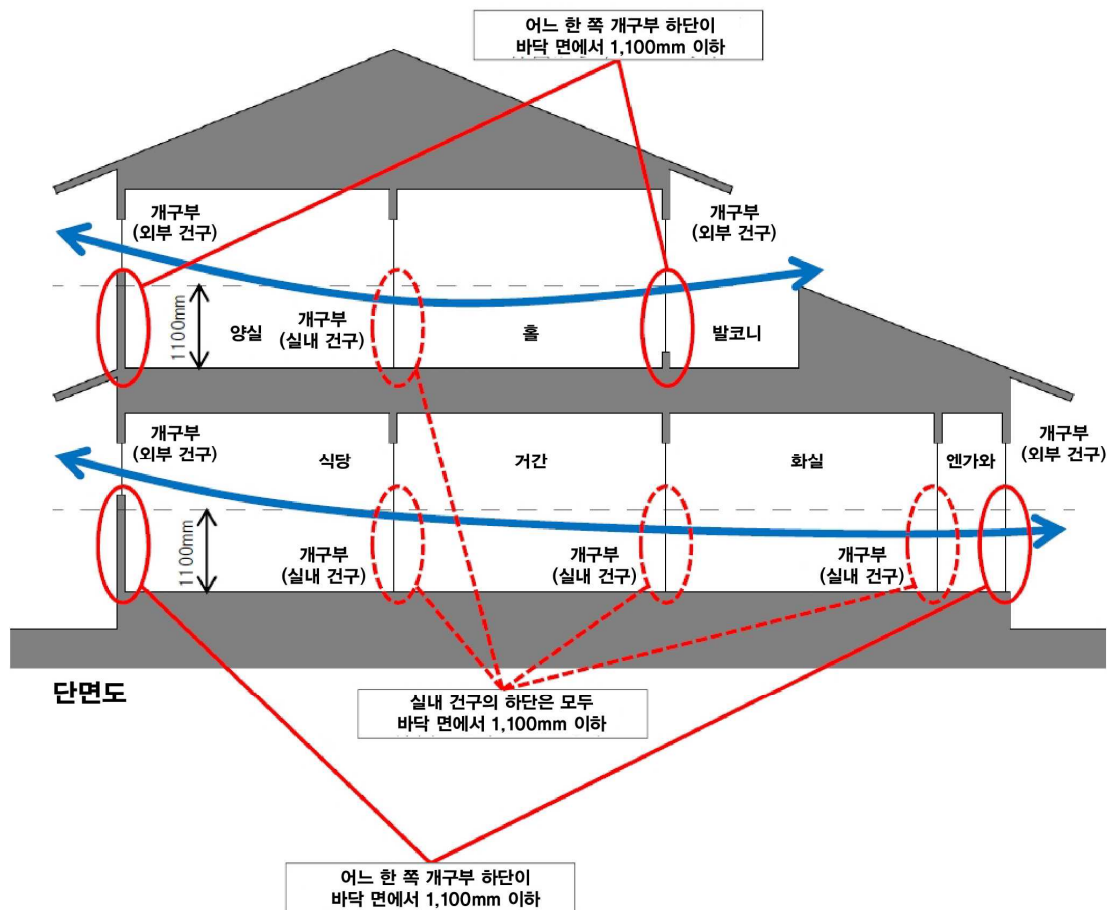 어느 한 쪽 개구부 하단이
바닥 면에서 1,100mm 이하
개구부
(외부 건구)
개구부
(외부 건구)
1100mm
양실
개구부
(실내 건구)
홀
발코니
개구부
(외부 건구)
식당
거간
화실
엔가와
개구부
(외부 건구)
1100mm
개구부
(실내 건구)
개구부
(실내 건구)
개구부
(실내 건구)
단면도
실내 건구의 하단은 모두
바닥 면에서 1,100mm 이하
어느 한 쪽 개구부 하단이
바닥 면에서 1,100mm 이하